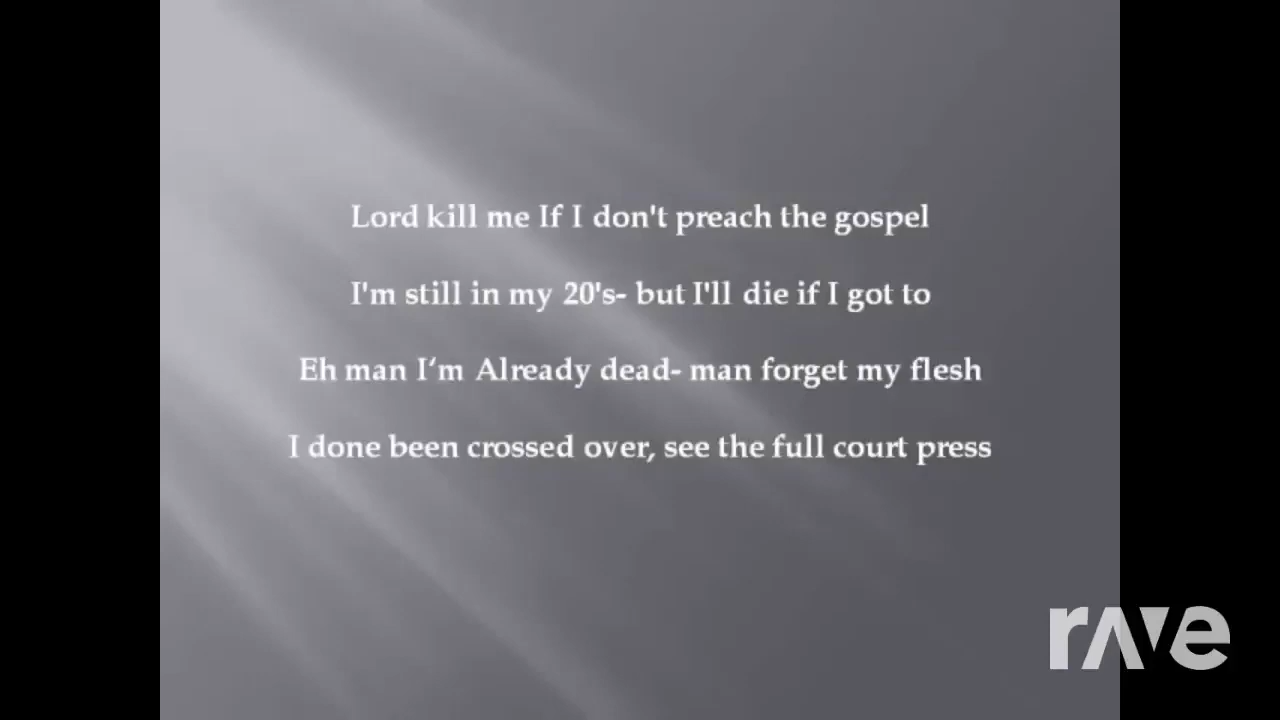 Lord kill me If I don't preach the gospel
I'm still in my 20's- but I'll die if I got to
Eh man I‘m Already dead- man forget my flesh
I done been crossed over, see the full court press
rave